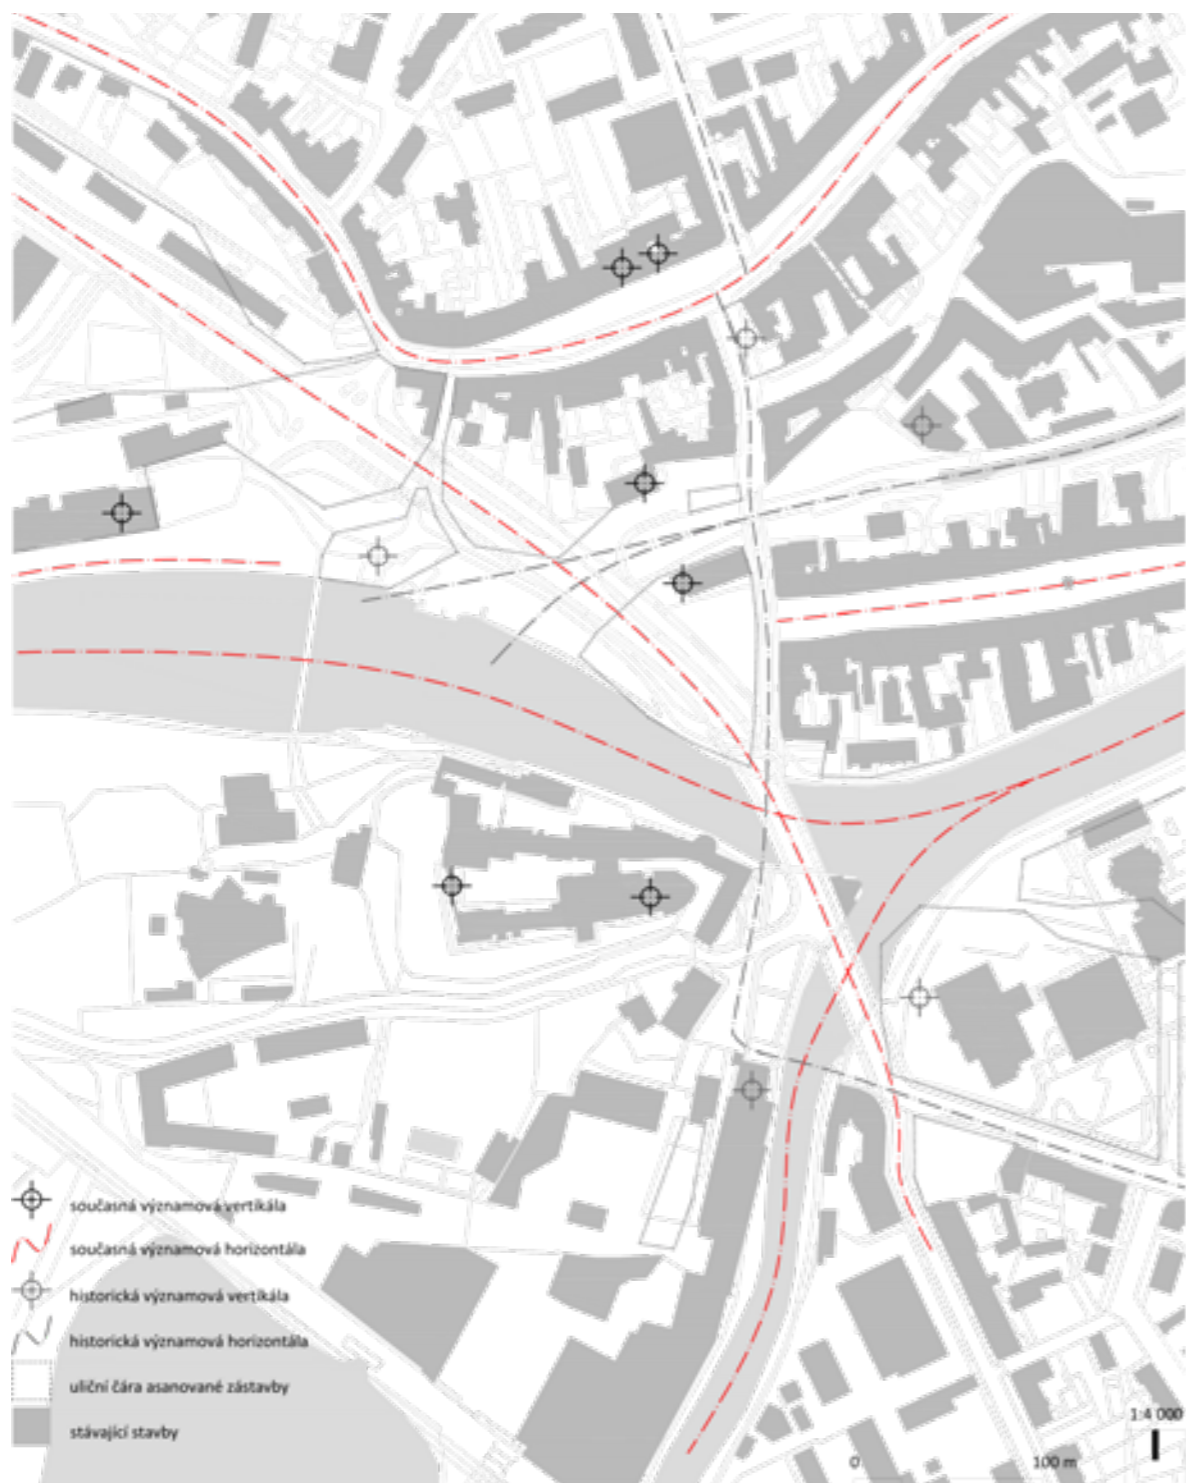 současná významová vertikála
současná významová horizontála
historická významová vertikála
historická významová horizontála
uliční čára asanované zástavby
stávající stavby
1:4 000
0 100 m